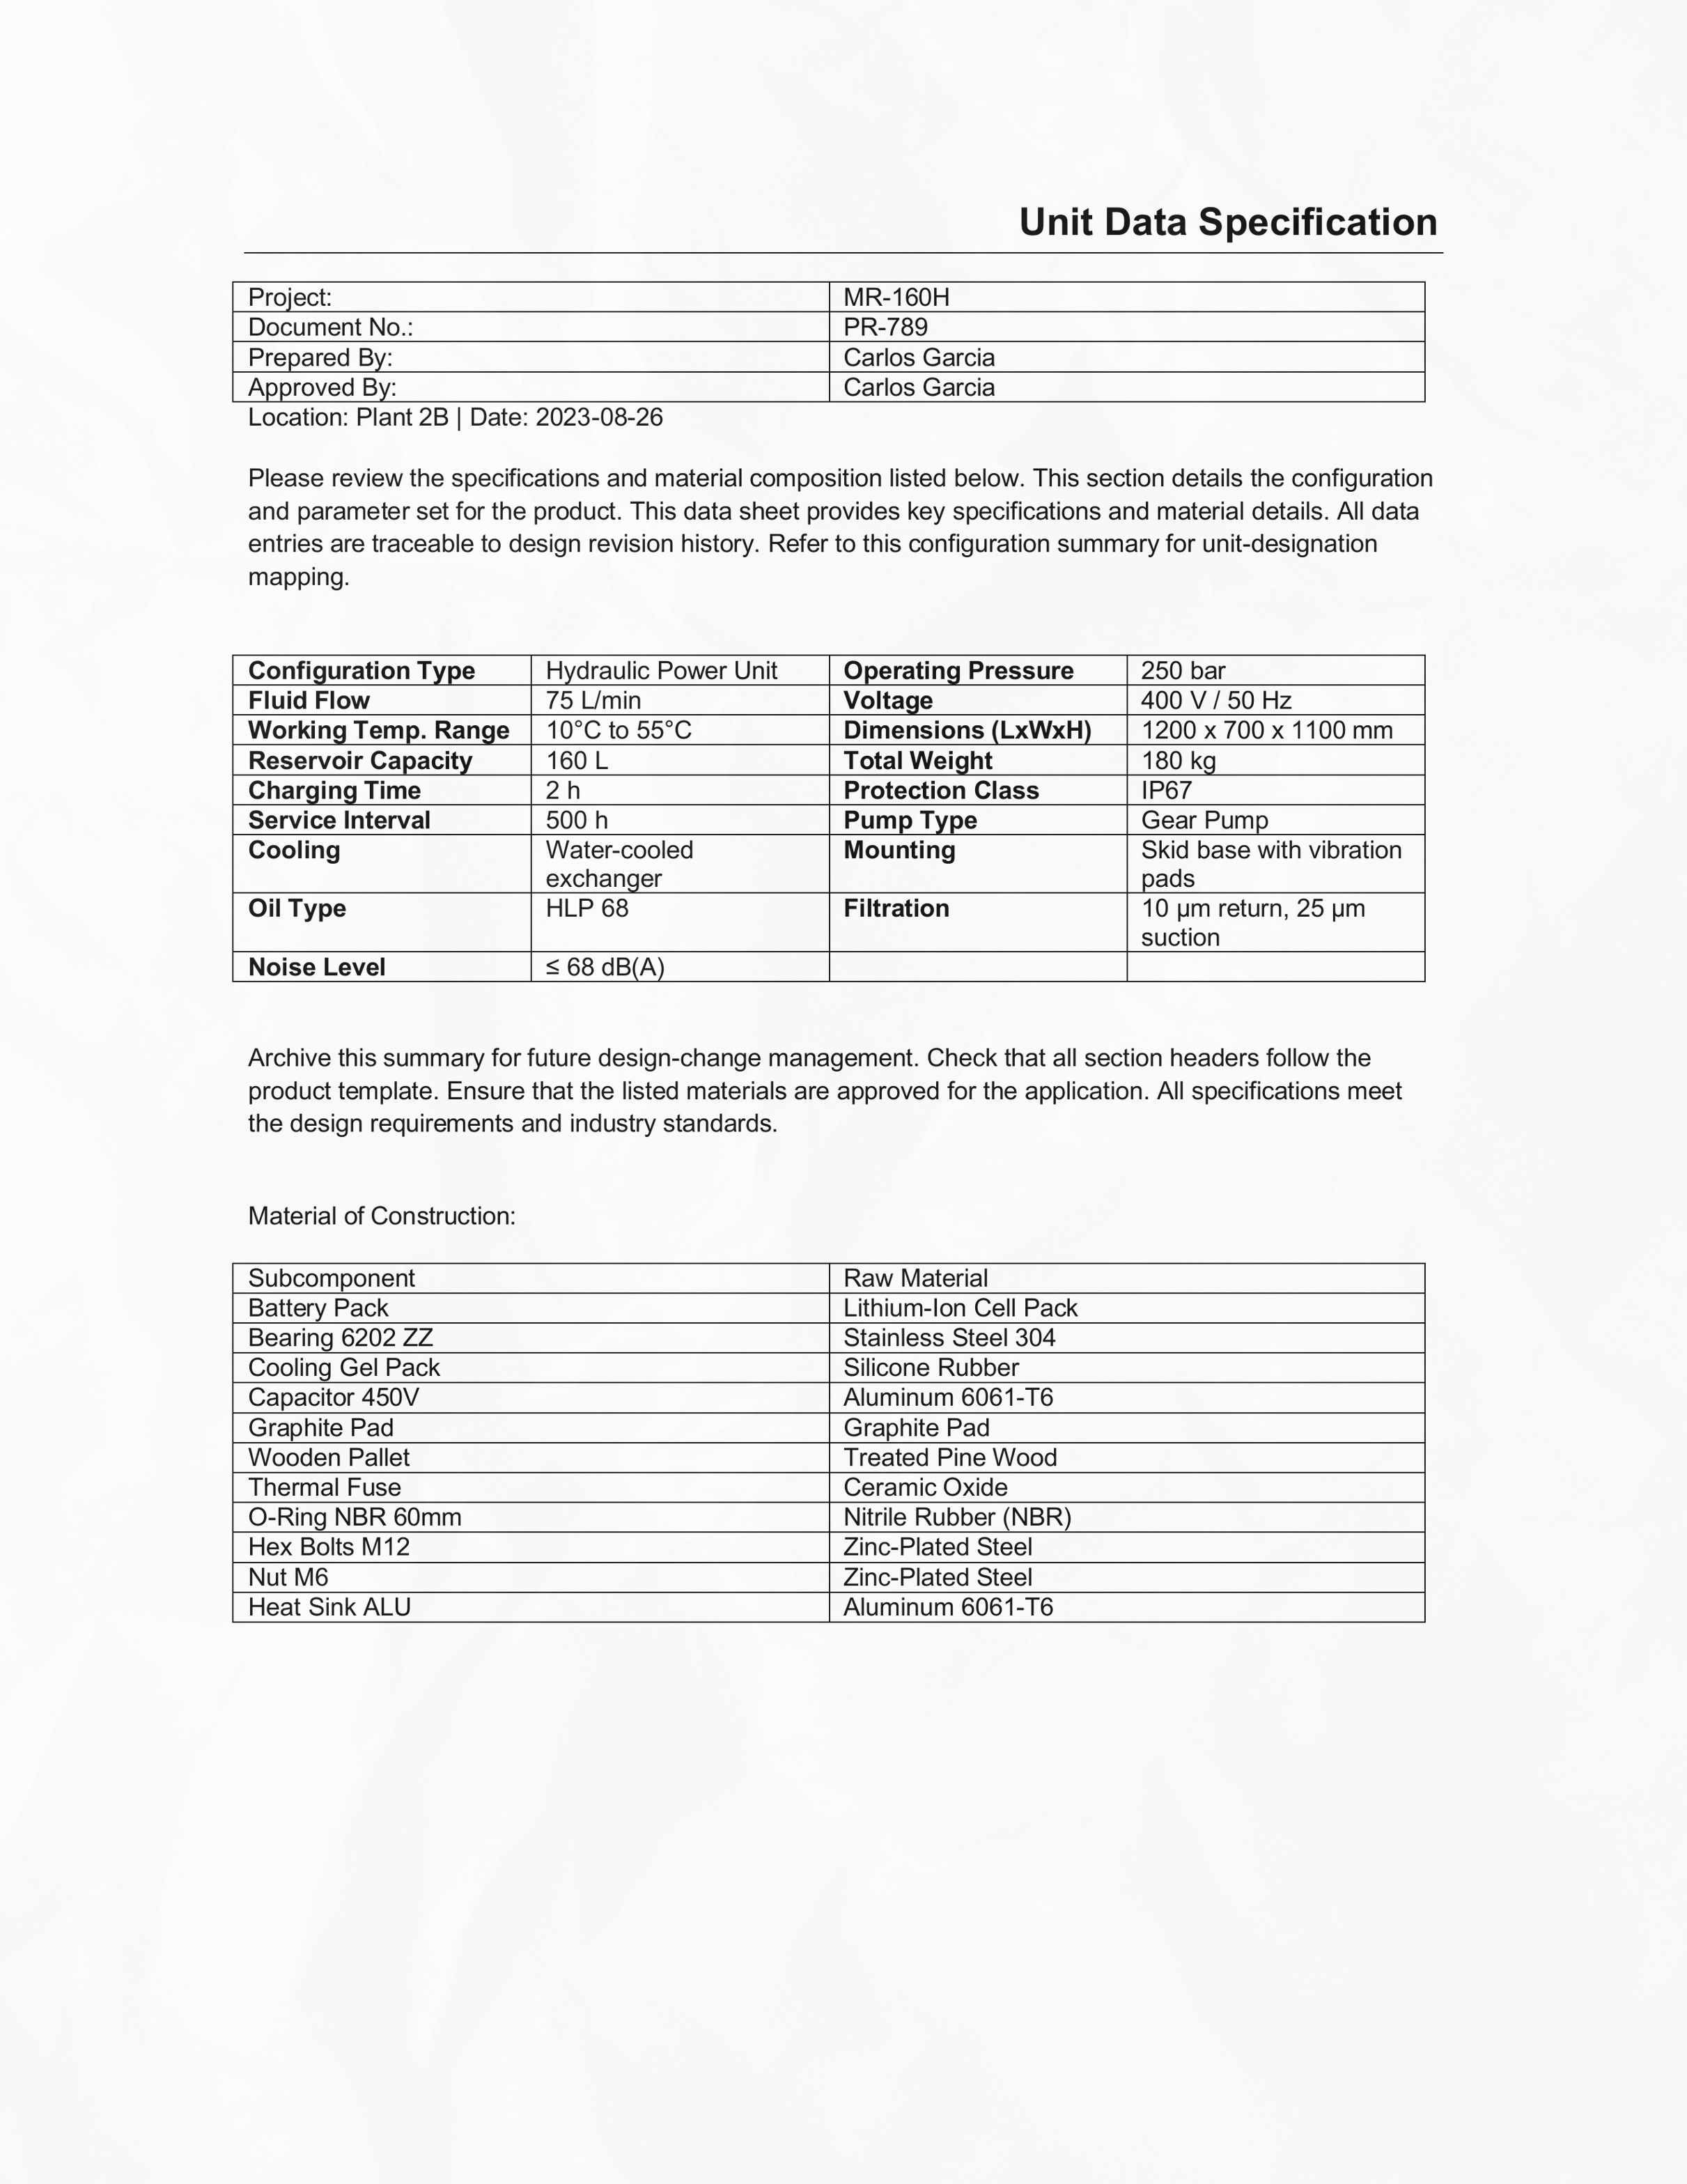 Unit Data Specification
Project: MR-160H
Document No.: PR-789
Prepared By: Carlos Garcia
Approved By: Carlos Garcia
Location: Plant 2B | Date: 2023-08-26
Please review the specifications and material composition listed below. This section details the configuration
and parameter set for the product. This data sheet provides key specifications and material details. All data
entries are traceable to design revision history. Refer to this configuration summary for unit-designation
mapping.
Configuration Type Hydraulic Power Unit Operating Pressure 250 bar
Fluid Flow 75 L/min Voltage 400 V / 50 Hz
Working Temp. Range 10°C to 55°C Dimensions (LxWxH) 1200 x 700 x 1100 mm
Reservoir Capacity 160 L Total Weight 180 kg
Charging Time 2 h Protection Class IP67
Service Interval 500 h Pump Type Gear Pump
Cooling Water-cooled exchanger Mounting Skid base with vibration pads
Oil Type HLP 68 Filtration 10 µm return, 25 µm suction
Noise Level ≤ 68 dB(A)
Archive this summary for future design-change management. Check that all section headers follow the
product template. Ensure that the listed materials are approved for the application. All specifications meet
the design requirements and industry standards.
Material of Construction:
Subcomponent Raw Material
Battery Pack Lithium-Ion Cell Pack
Bearing 6202 ZZ Stainless Steel 304
Cooling Gel Pack Silicone Rubber
Capacitor 450V Aluminum 6061-T6
Graphite Pad Graphite Pad
Wooden Pallet Treated Pine Wood
Thermal Fuse Ceramic Oxide
O-Ring NBR 60mm Nitrile Rubber (NBR)
Hex Bolts M12 Zinc-Plated Steel
Nut M6 Zinc-Plated Steel
Heat Sink ALU Aluminum 6061-T6